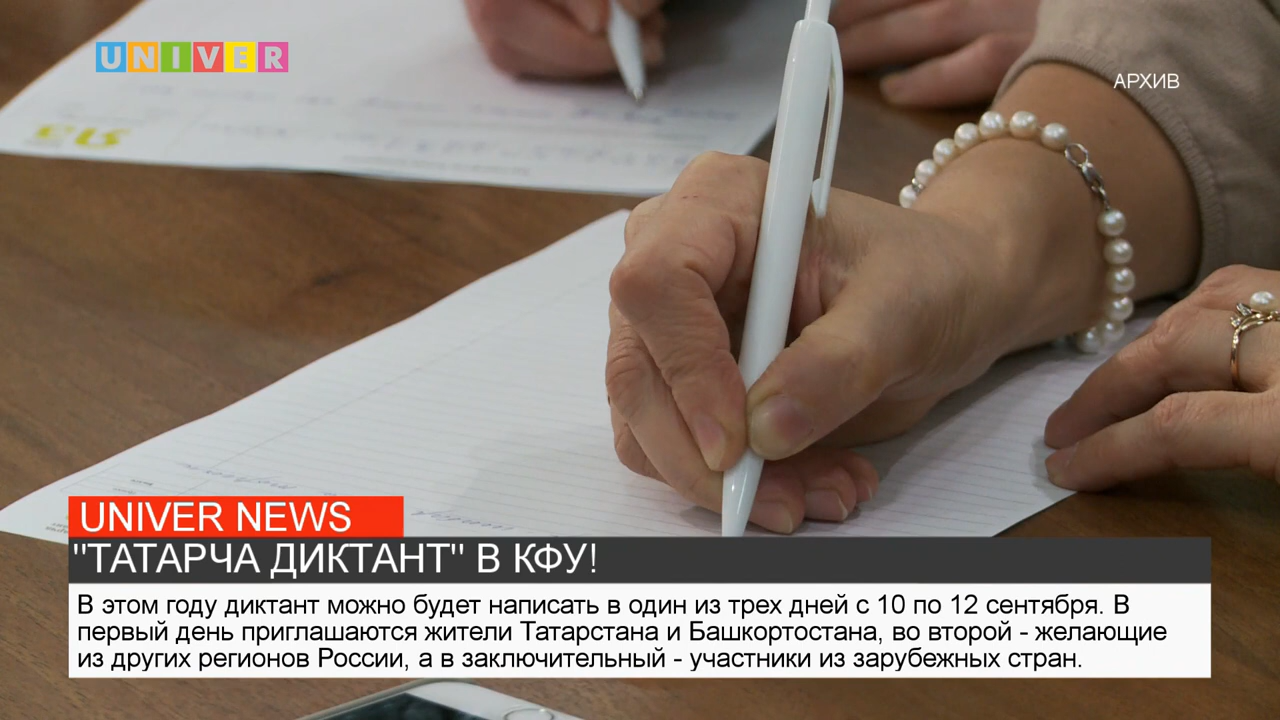 UNIVER
АРХИВ
UNIVER NEWS
"ТАТАРЧА ДИКТАНТ" В КФУ!
В этом году диктант можно будет написать в один из трех дней с 10 по 12 сентября. В
первый день приглашаются жители Татарстана и Башкортостана, во второй - желающие
из других регионов России, а в заключительный - участники из зарубежных стран.